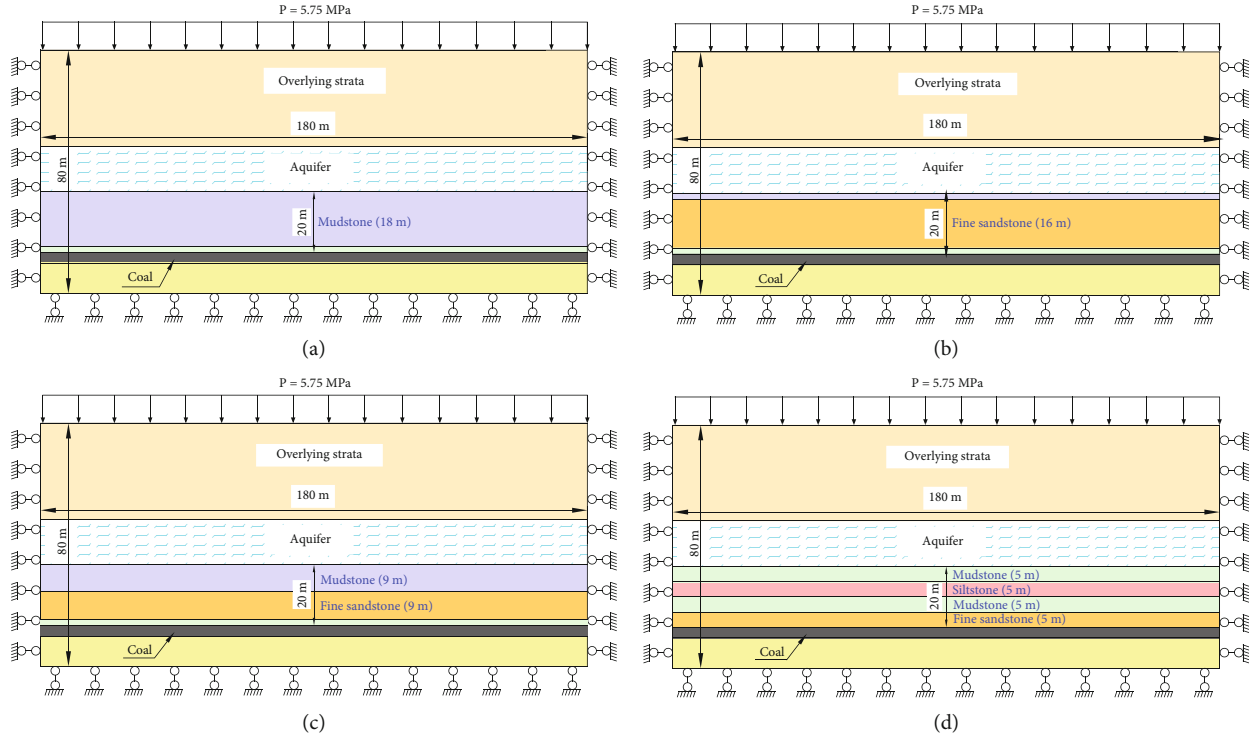 P = 5.75 MPa
Overlying strata
180 m
80 m
Aquifer
20 m
Mudstone (18 m)
Coal
(a)
P = 5.75 MPa
Overlying strata
180 m
80 m
Aquifer
20 m
Fine sandstone (16 m)
Coal
(b)
P = 5.75 MPa
Overlying strata
180 m
80 m
Aquifer
20 m
Mudstone (9 m)
Fine sandstone (9 m)
Coal
(c)
P = 5.75 MPa
Overlying strata
180 m
80 m
Aquifer
20 m
Mudstone (5 m)
Siltstone (5 m)
Mudstone (5 m)
Fine sandstone (5 m)
Coal
(d)